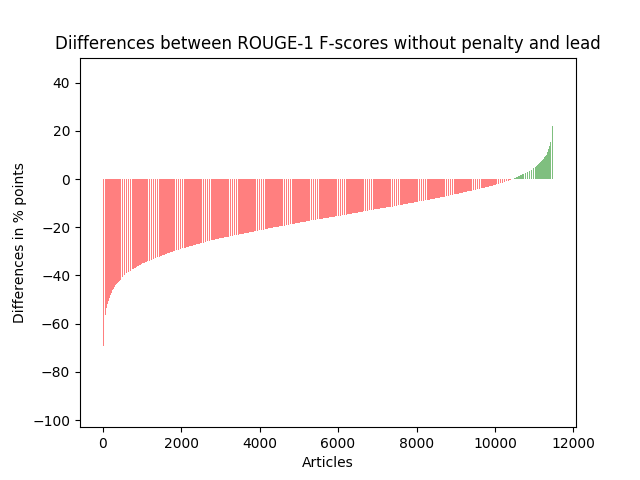 Diifferences between ROUGE-1 F-scores without penalty and lead
40
20
0
−20
−40
−60
−80
−100
Differences in % points
0 2000 4000 6000 8000 10000 12000
Articles